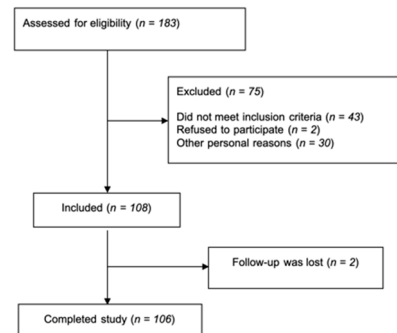 Assessed for eligibility (n = 183)
Excluded (n = 75)
Did not meet inclusion criteria (n = 43)
Refused to participate (n = 2)
Other personal reasons (n = 30)
Included (n = 108)
Follow-up was lost (n = 2)
Completed study (n = 106)